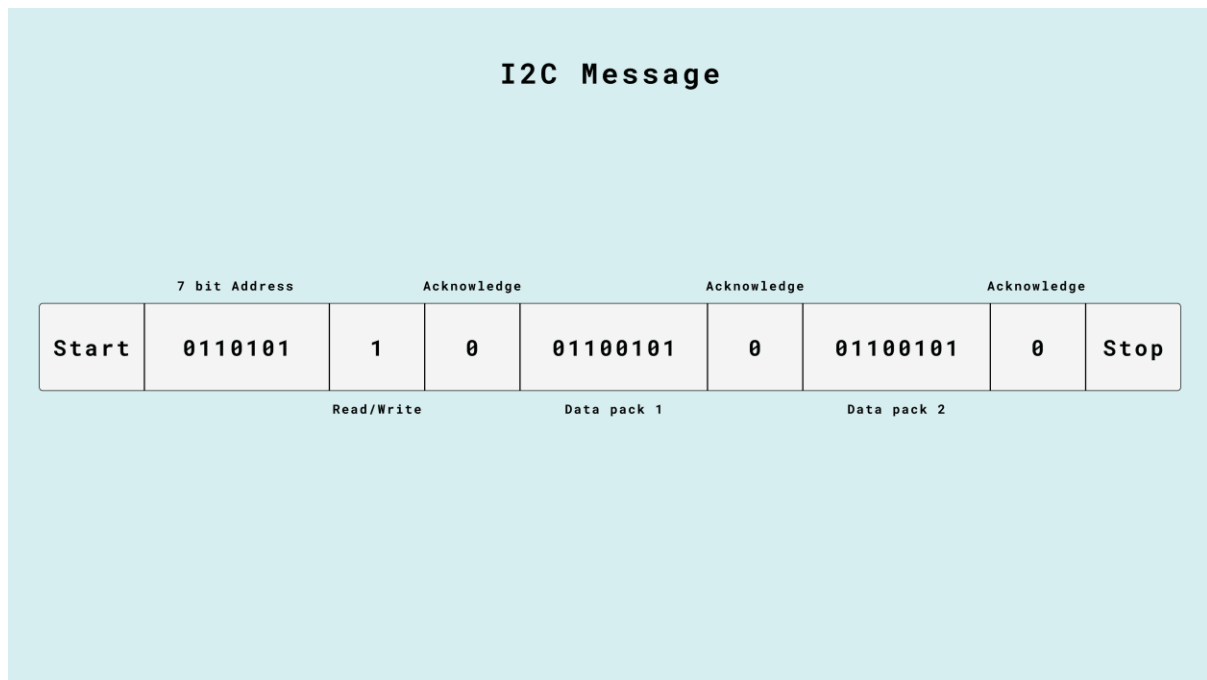 I2C Message
7 bit Address Acknowledge Acknowledge Acknowledge
Start 0110101 1 0 01100101 0 01100101 0 Stop
Read/Write Data pack 1 Data pack 2